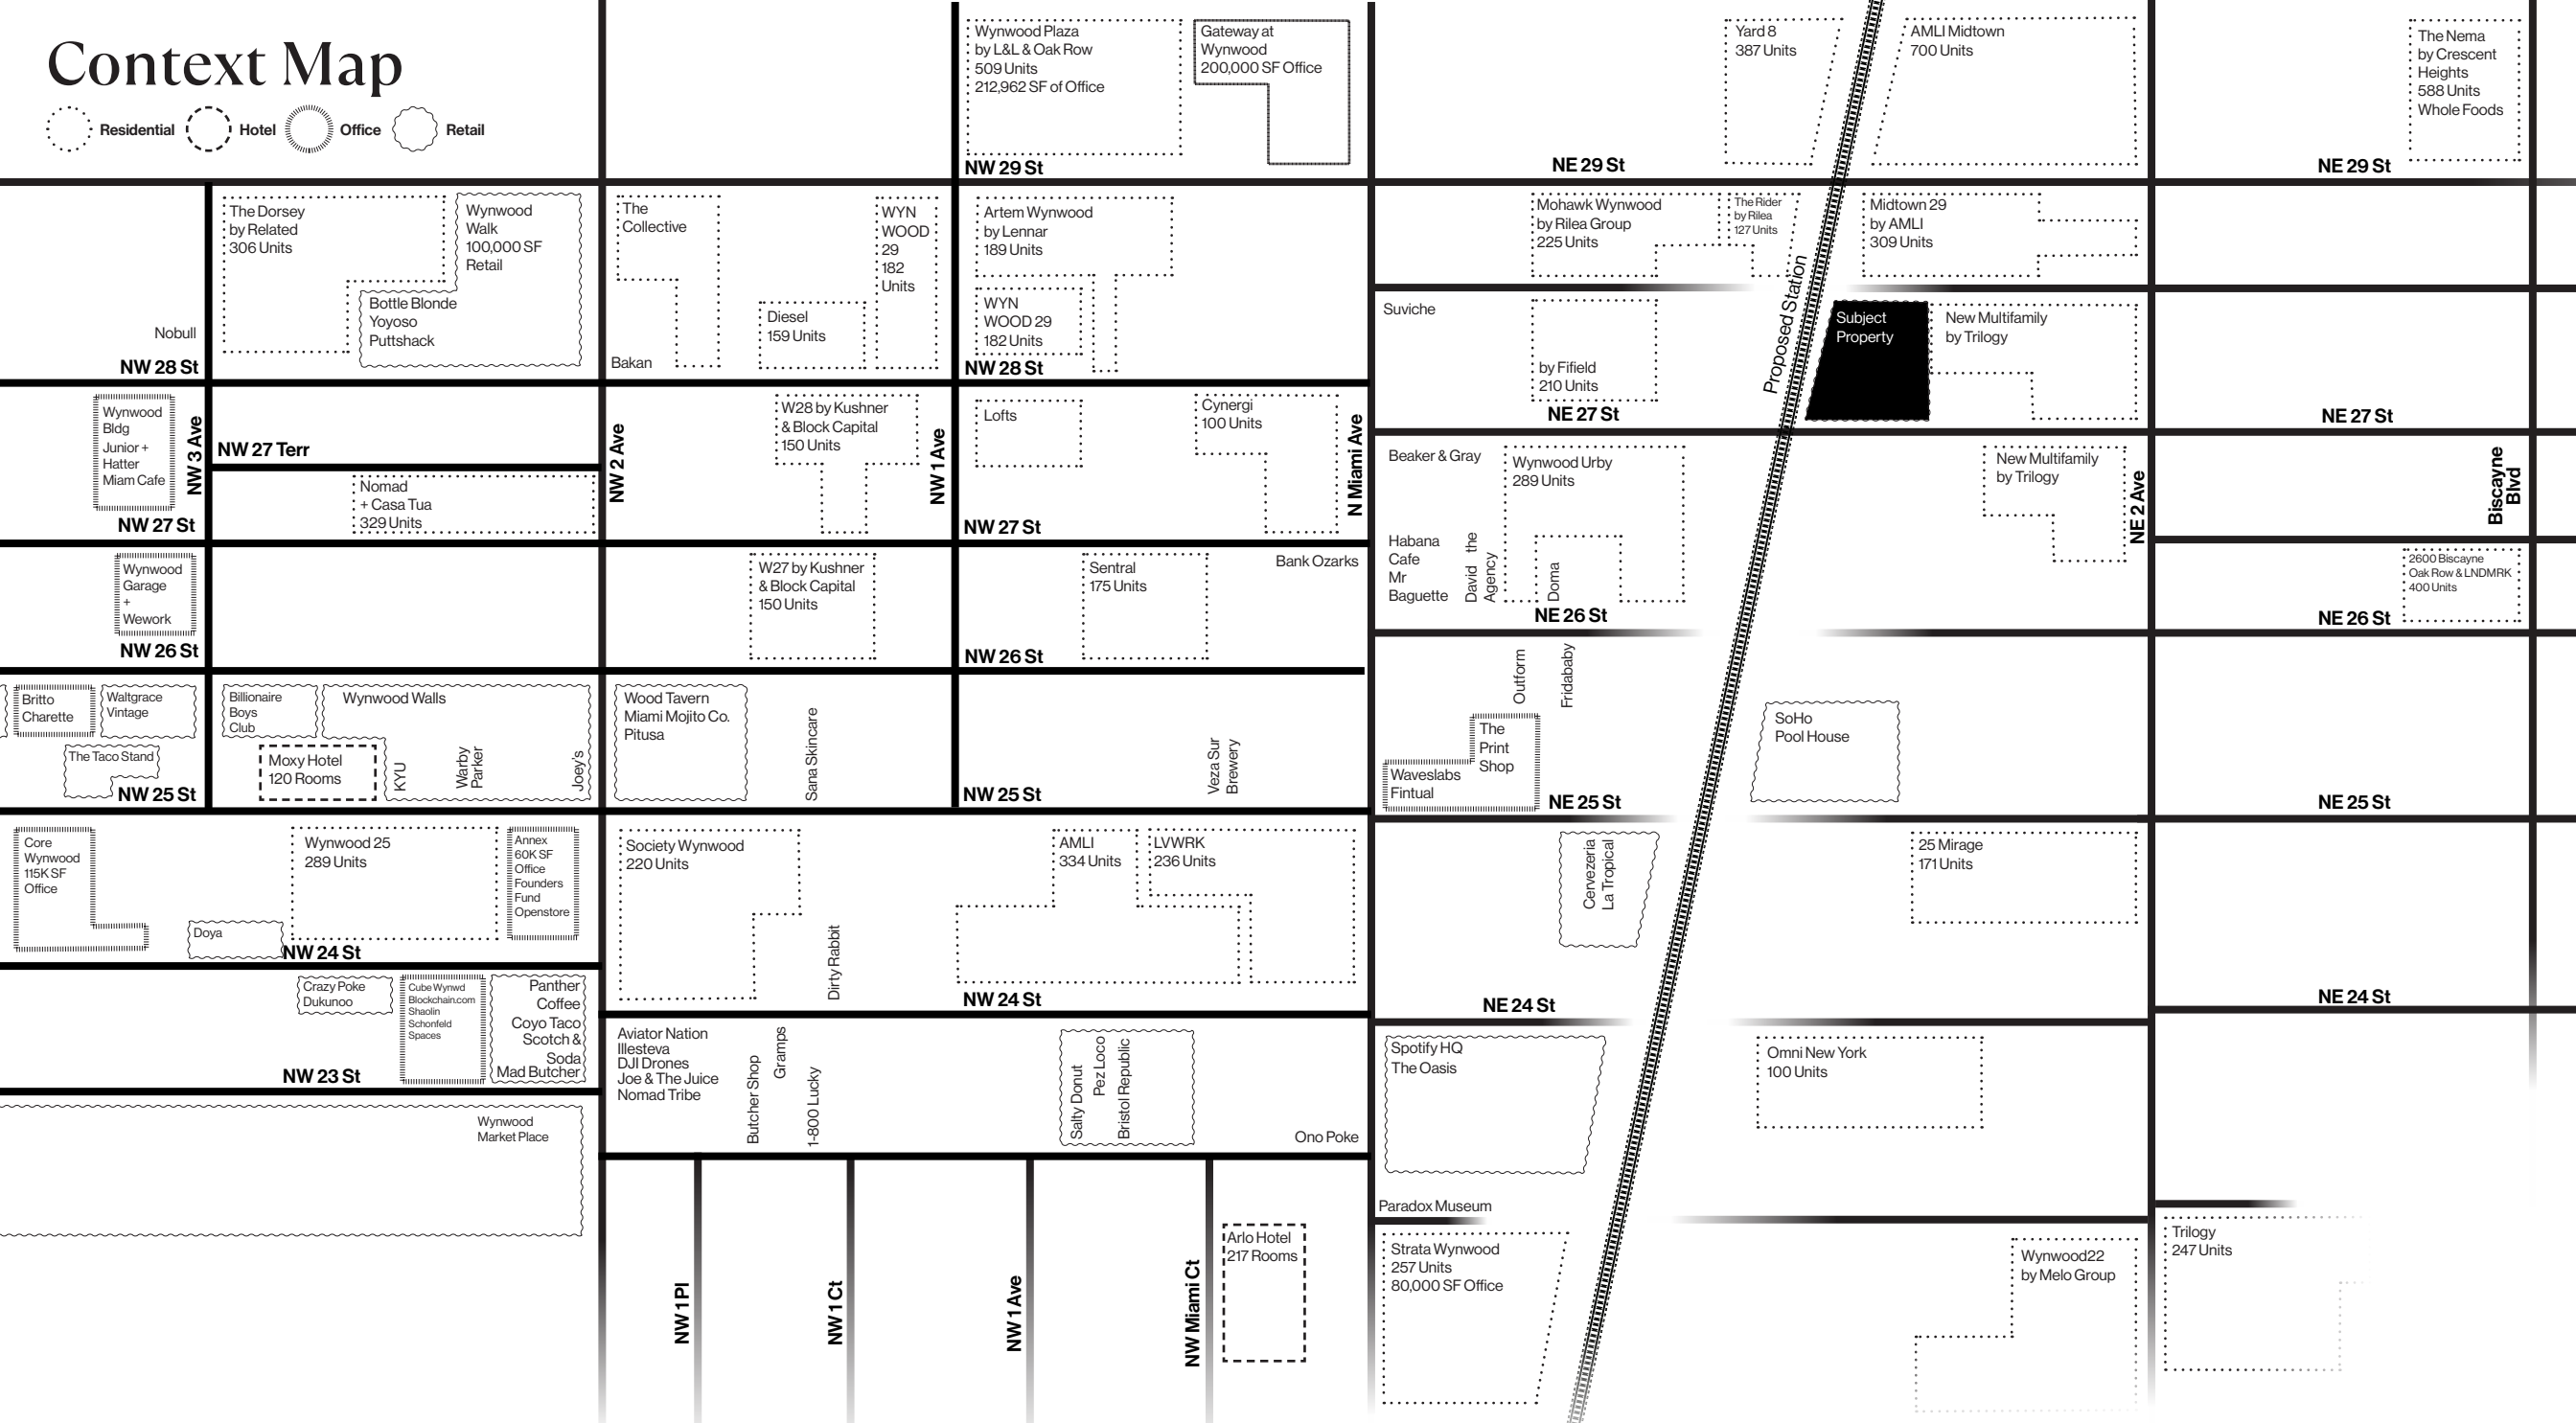 Context Map
Residential
Hotel
Office
Retail
Wynwood Plaza
by L&L & Oak Row
509 Units
212,962 SF of Office
Gateway at
Wynwood
200,000 SF Office
Yard 8
387 Units
AMLI Midtown
700 Units
The Nema
by Crescent
Heights
588 Units
Whole Foods
NW 29 St
NE 29 St
NE 29 St
The Dorsey
by Related
306 Units
Wynwood
Walk
100,000 SF
Retail
Bottle Blonde
Yoyoso
Puttshack
Nobull
NW 28 St
The
Collective
Bakan
Diesel
159 Units
WYN
WOOD
29
182
Units
Artem Wynwood
by Lennar
189 Units
WYN
WOOD 29
182 Units
NW 28 St
Mohawk Wynwood
by Rilea Group
225 Units
The Rider
by Rilea
127 Units
Midtown 29
by AMLI
309 Units
Proposed Station
Suviche
by Fifield
210 Units
NE 27 St
Subject
Property
New Multifamily
by Trilogy
NE 27 St
Wynwood
Bldg
Junior +
Hatter
Miam Cafe
NW 3 Ave
NW 27 Terr
Nomad
+ Casa Tua
329 Units
NW 27 St
NW 2 Ave
W28 by Kushner
& Block Capital
150 Units
NW 1 Ave
Lofts
Cynergi
100 Units
N Miami Ave
NW 27 St
Beaker & Gray
Wynwood Urby
289 Units
Habana
Cafe
Mr
Baguette
David the
Agency
Doma
NE 26 St
New Multifamily
by Trilogy
NE 2 Ave
Biscayne
Blvd
2600 Biscayne
Oak Row & LNDMRK
400 Units
NE 26 St
Wynwood
Garage
+
Wework
NW 26 St
W27 by Kushner
& Block Capital
150 Units
Sentral
175 Units
Bank Ozarks
NW 26 St
Britto
Charette
Waltgrace
Vintage
The Taco Stand
NW 25 St
Billionaire
Boys
Club
Wynwood Walls
Moxy Hotel
120 Rooms
KYU
Warby
Parker
Joey's
Wood Tavern
Miami Mojito Co.
Pitusa
Sana Skincare
Veza Sur
Brewery
NW 25 St
Outform
Fridababy
The
Print
Shop
Waveslabs
Fintual
NE 25 St
SoHo
Pool House
NE 25 St
Core
Wynwood
115K SF
Office
Doya
Wynwood 25
289 Units
Annex
60K SF
Office
Founders
Fund
Openstore
NW 24 St
Society Wynwood
220 Units
Dirty Rabbit
AMLI
334 Units
LVWRK
236 Units
NW 24 St
Cervezeria
La Tropical
25 Mirage
171 Units
NE 24 St
NE 24 St
Crazy Poke
Dukunoo
Cube Wynwd
Blockchain.com
Shaolin
Schonfeld
Spaces
Panther
Coffee
Coyo Taco
Scotch &
Soda
Mad Butcher
NW 23 St
Aviator Nation
Illesteva
DJI Drones
Joe & The Juice
Nomad Tribe
Butcher Shop
Gramps
1-800 Lucky
Salty Donut
Pez Loco
Bristol Republic
Ono Poke
Spotify HQ
The Oasis
Omni New York
100 Units
Wynwood
Market Place
Paradox Museum
NW 1 Pl
NW 1 Ct
NW 1 Ave
NW Miami Ct
Arlo Hotel
217 Rooms
Strata Wynwood
257 Units
80,000 SF Office
Wynwood22
by Melo Group
Trilogy
247 Units